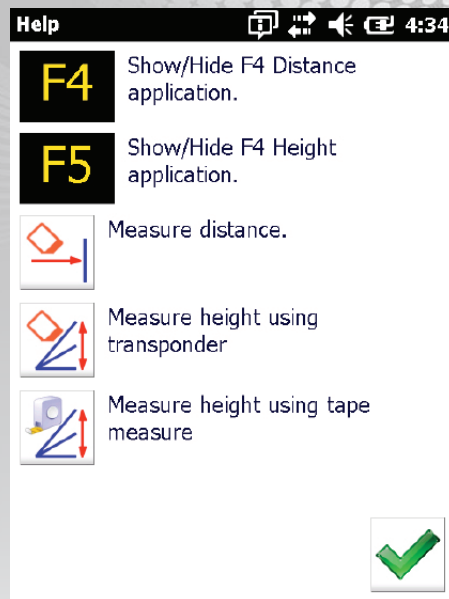 Help 4:34
F4 Show/Hide F4 Distance
application.
F5 Show/Hide F4 Height
application.
Measure distance.
Measure height using
transponder
Measure height using tape
measure